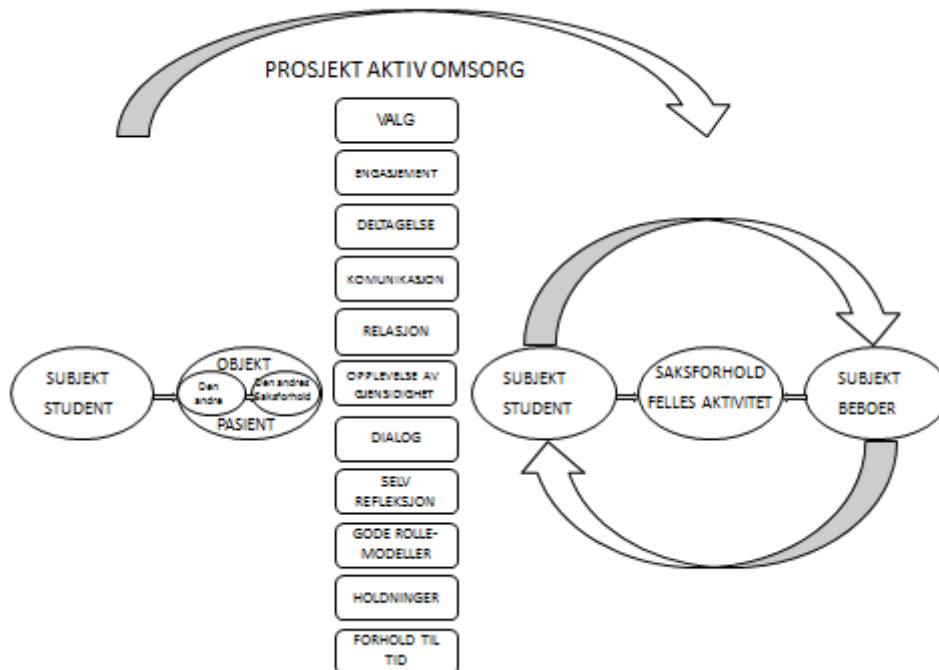 PROSJEKT AKTIV OMSORG
VALG
ENGASJEMENT
DELTAGELSE
KOMUNIKASJON
RELASJON
OPPLEVELSE AV
GJENSIDIGHET
DIALOG
SELV
REFLEKSJON
GODE ROLLE-
MODELLER
HOLDNINGER
FORHOLD TIL
TID
SUBJEKT
STUDENT
OBJEKT
Den
andre
Den andres
Saksforhold
PASIENT
SUBJEKT
STUDENT
SAKSFORHOLD
FELLES AKTIVITET
SUBJEKT
BEBOER